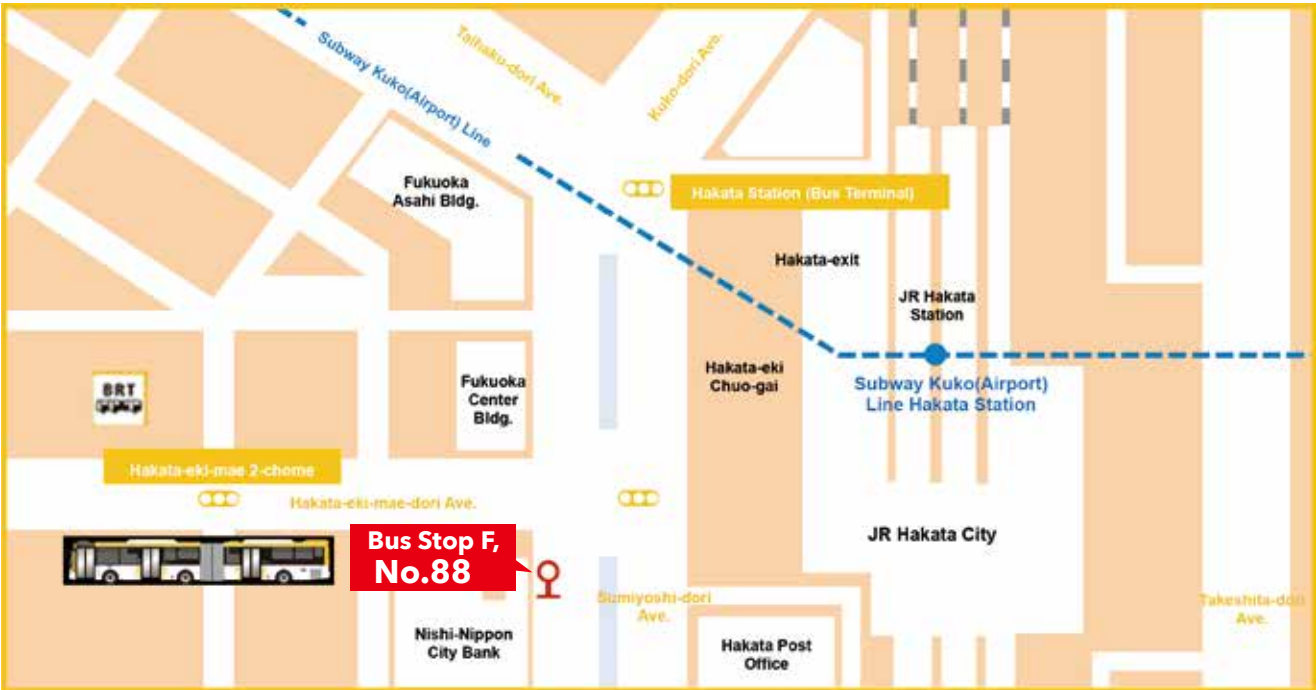 Subway Kuko(Airport) Line
Taihaku-dori
Ave.
Kuko-dori Ave.
Fukuoka
Asahi Bldg.
Hakata Station (Bus Terminal)
Hakata-exit
JR Hakata
Station
Hakata-eki
Chuo-gai
Subway Kuko(Airport)
Line Hakata Station
BRT
Fukuoka
Center
Bldg.
Hakata-eki-mae 2-chome
Hakata-eki-mae-dori Ave.
Bus Stop F,
No.88
JR Hakata City
Sumiyoshi-dori
Ave.
Takeshita-dori
Ave.
Nishi-Nippon
City Bank
Hakata Post
Office